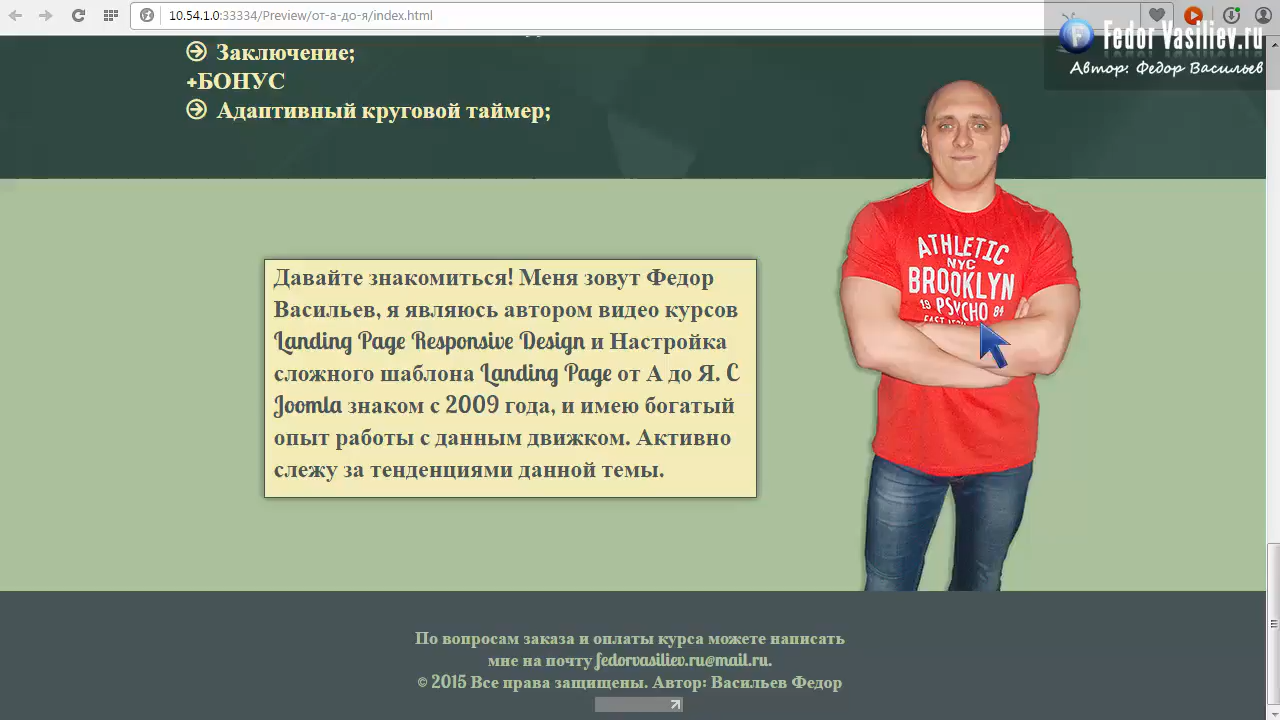 10.54.1.0:33334/Preview/от-а-до-я/index.html
Fedor Vasiliev.ru
Автор: Федор Васильев
Заключение;
+БОНУС
Адаптивный круговой таймер;
ATHLETIC
NYC
BROOKLYN
19 PSYCHO 84
Давайте знакомиться! Меня зовут Федор
Васильев, я являюсь автором видео курсов
Landing Page Responsive Design и Настройка
сложного шаблона Landing Page от А до Я. С
Joomla знаком с 2009 года, и имею богатый
опыт работы с данным движком. Активно
слежу за тенденциями данной темы.
По вопросам заказа и оплаты курса можете написать
мне на почту fedorvasiliev.ru@mail.ru.
© 2015 Все права защищены. Автор: Васильев Федор